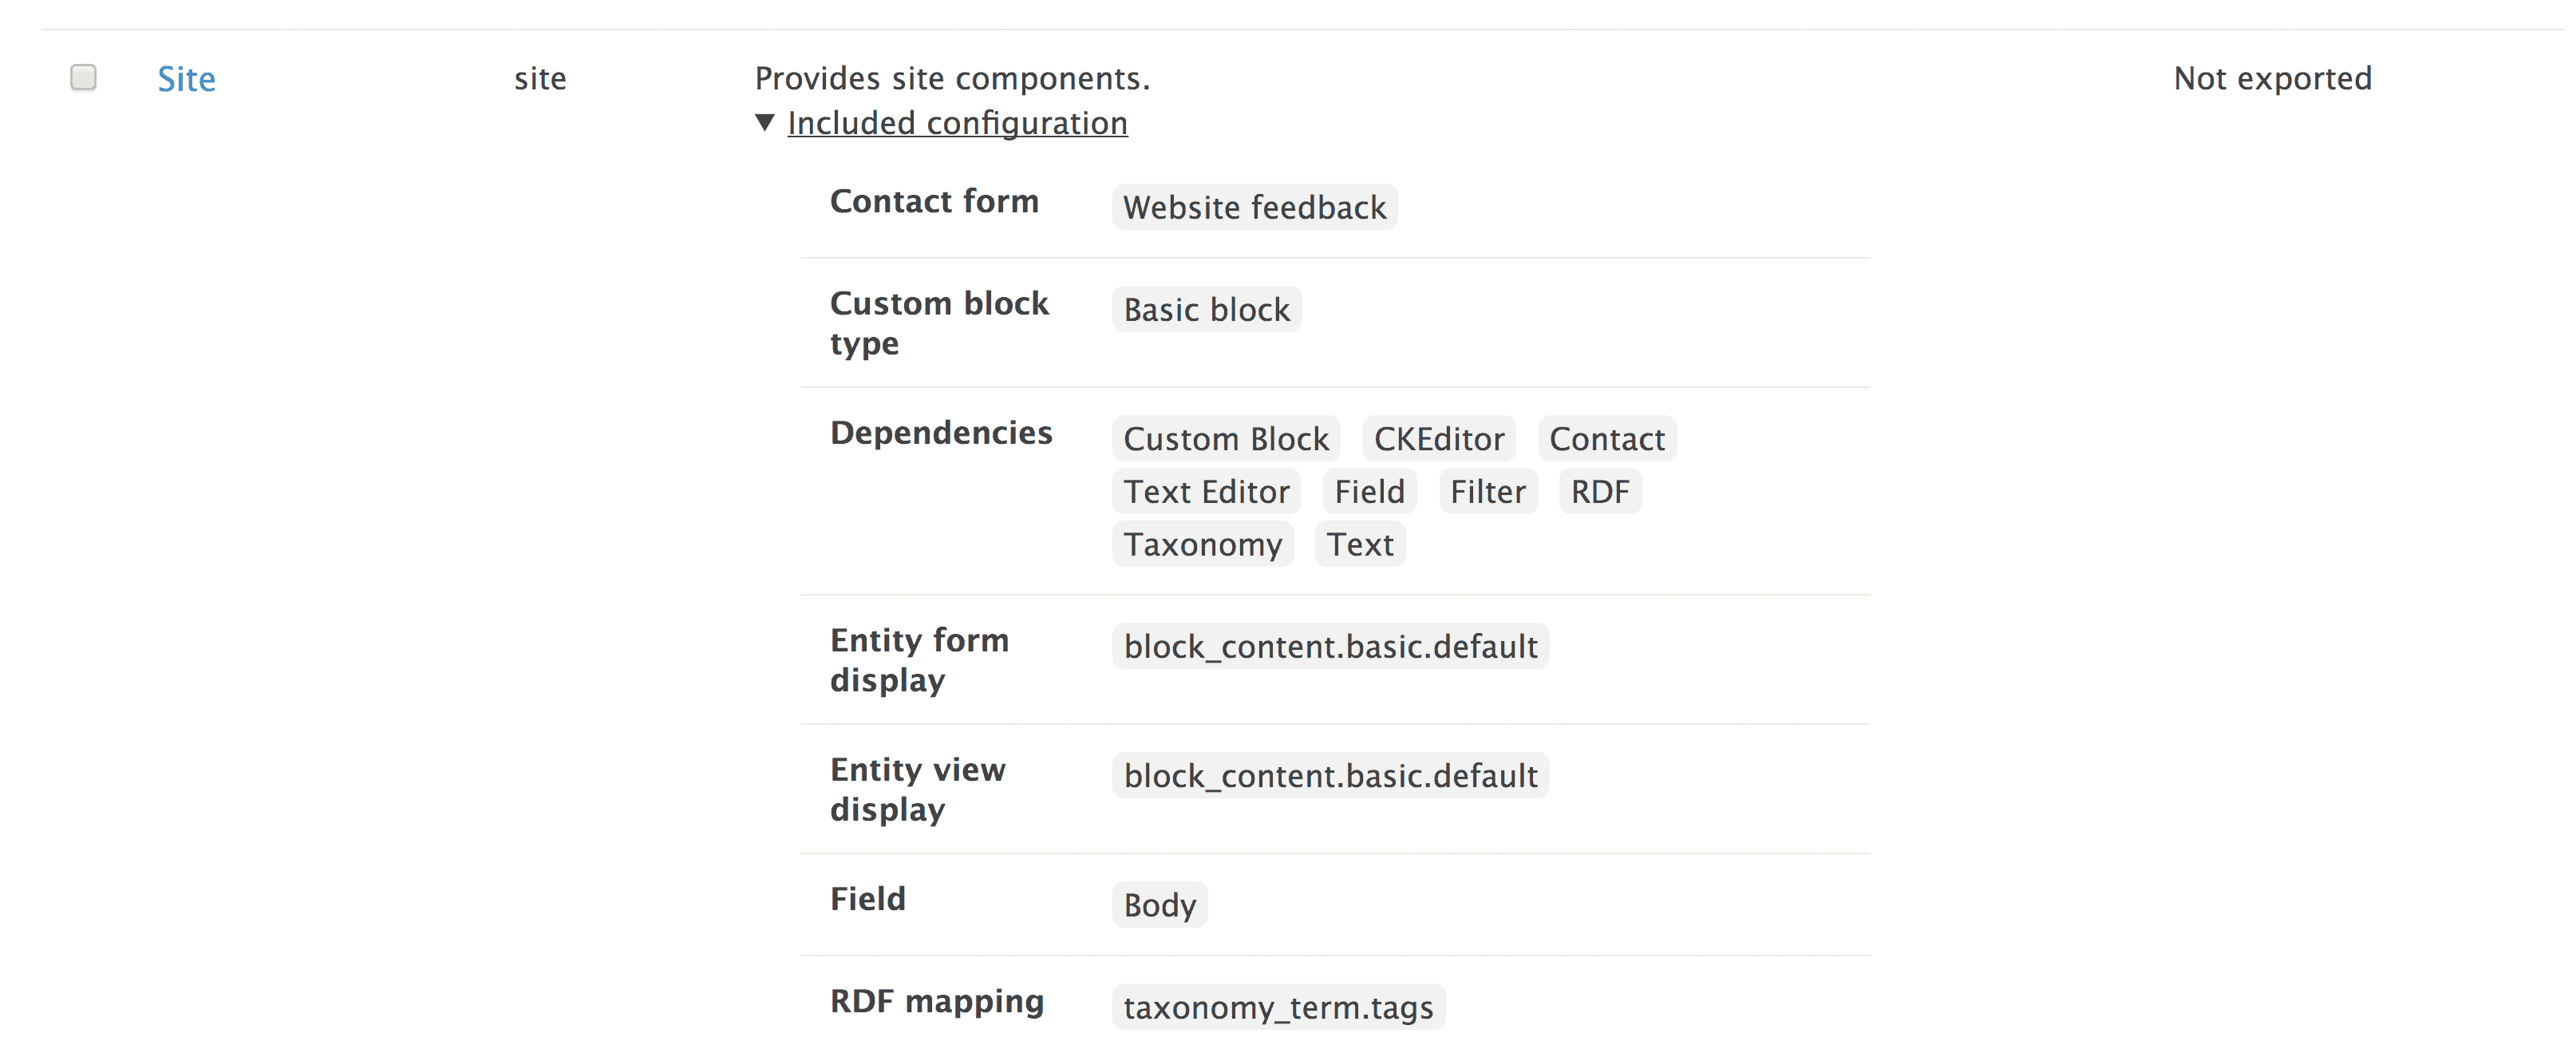 Site site Provides site components. Not exported
▼ Included configuration
Contact form Website feedback
Custom block Basic block
type
Dependencies Custom Block CKEditor Contact
Text Editor Field Filter RDF
Taxonomy Text
Entity form block_content.basic.default
display
Entity view block_content.basic.default
display
Field Body
RDF mapping taxonomy_term.tags